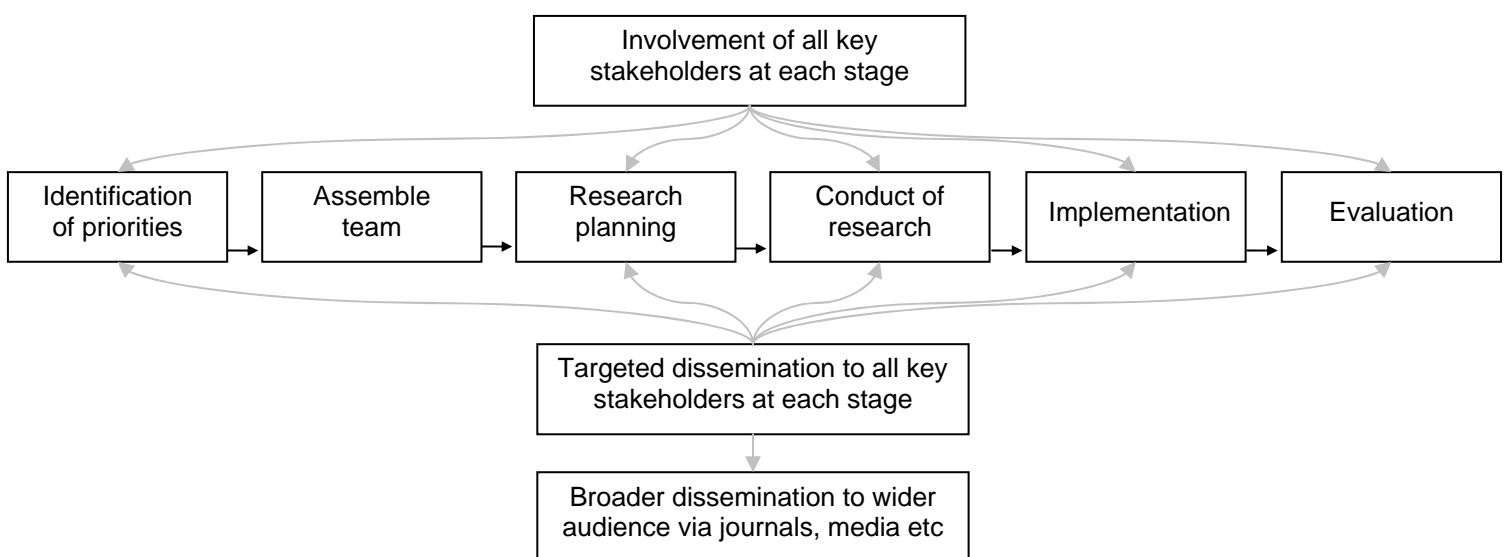 Involvement of all key
stakeholders at each stage
Identification
of priorities
Assemble
team
Research
planning
Conduct of
research
Implementation
Evaluation
Targeted dissemination to all key
stakeholders at each stage
Broader dissemination to wider
audience via journals, media etc